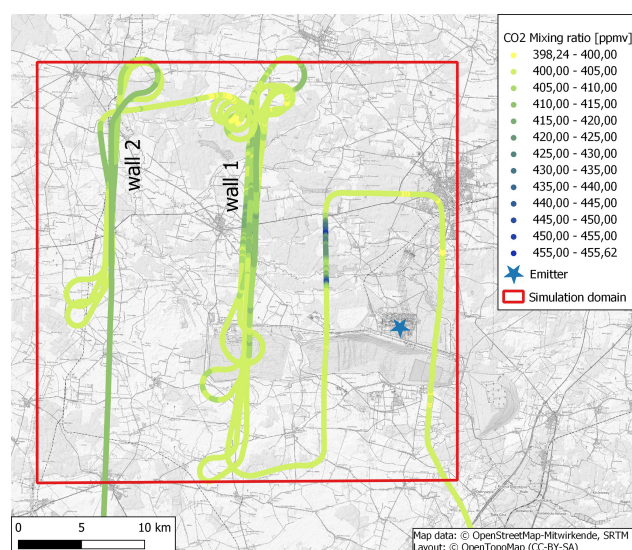 CO2 Mixing ratio [ppmv]
398,24 - 400,00
400,00 - 405,00
405,00 - 410,00
410,00 - 415,00
415,00 - 420,00
420,00 - 425,00
425,00 - 430,00
430,00 - 435,00
435,00 - 440,00
440,00 - 445,00
445,00 - 450,00
450,00 - 455,00
455,00 - 455,62
Emitter
Simulation domain
wall 2
wall 1
0 5 10 km
Map data: © OpenStreetMap-Mitwirkende, SRTM
Layout: © OpenTopoMap (CC-BY-SA)